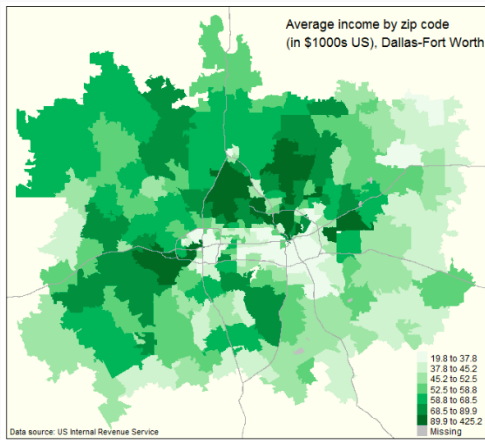 Average income by zip code
(in $1000s US), Dallas-Fort Worth
19.8 to 37.8
37.8 to 45.2
45.2 to 52.5
52.5 to 58.8
58.8 to 68.5
68.5 to 89.9
89.9 to 425.2
Missing
Data source: US Internal Revenue Service